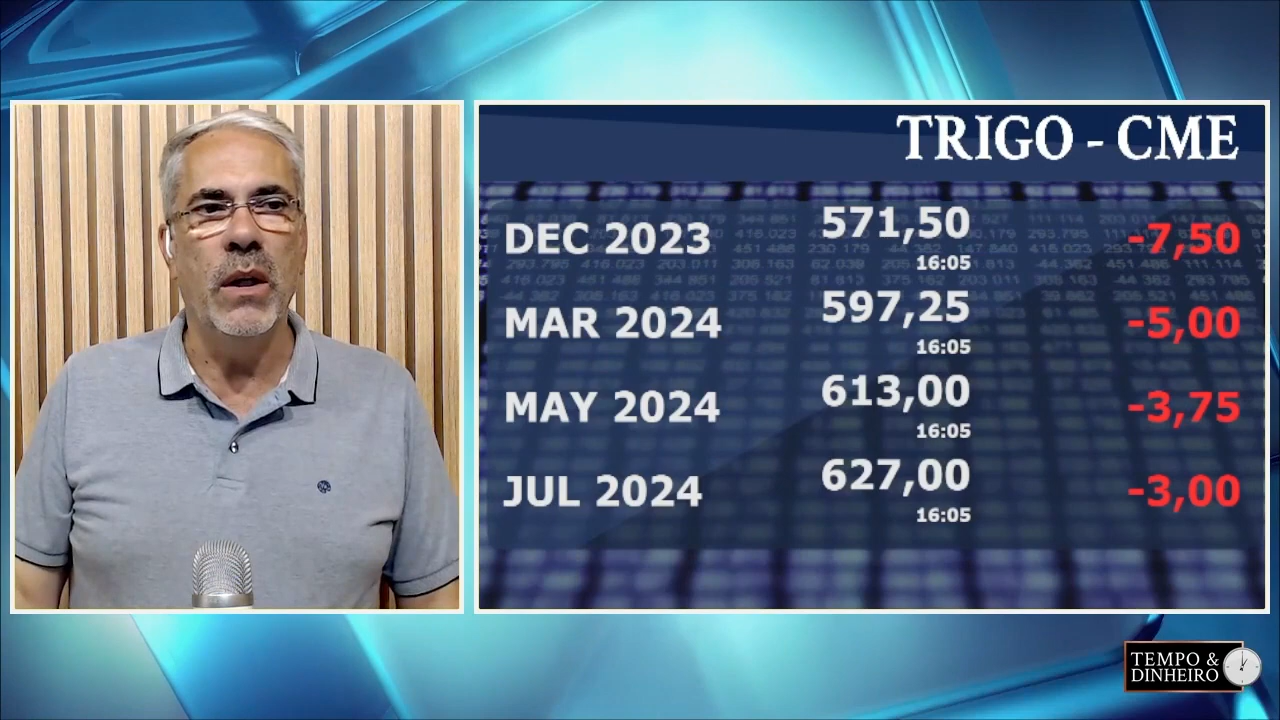 TRIGO - CME
DEC 2023 571,50 -7,50
16:05
MAR 2024 597,25 -5,00
16:05
MAY 2024 613,00 -3,75
16:05
JUL 2024 627,00 -3,00
16:05
TEMPO &
DINHEIRO